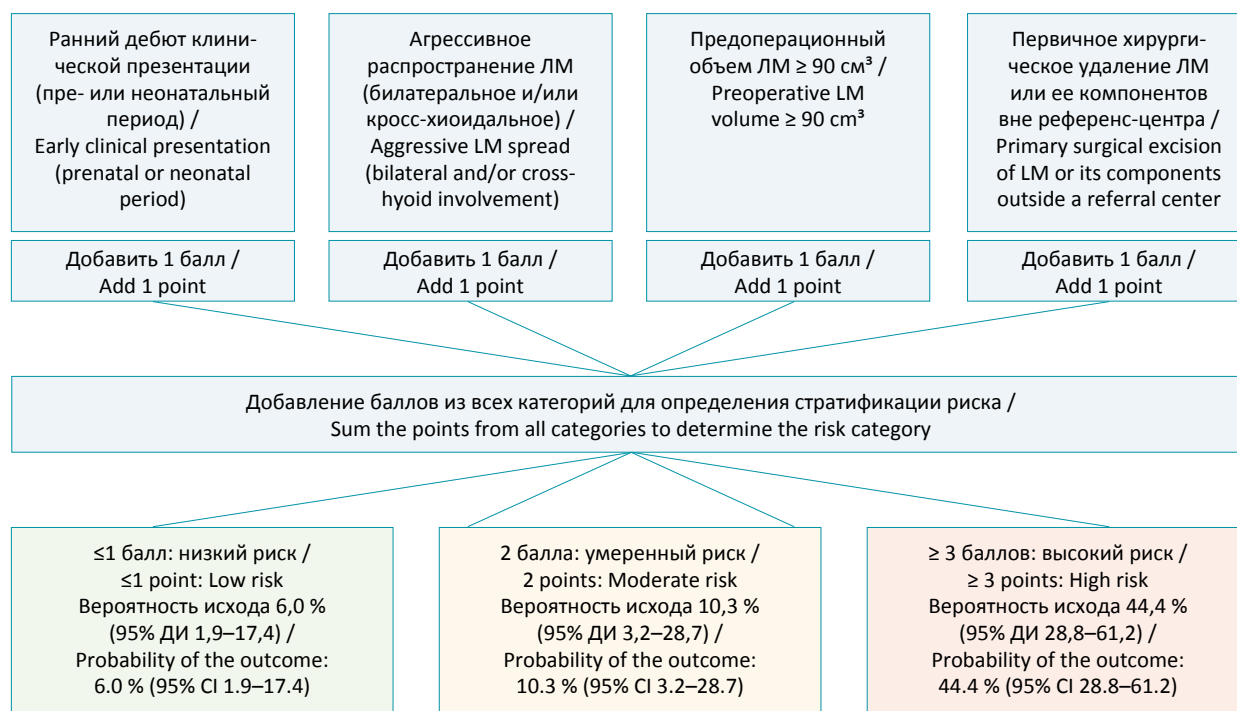 Ранний дебют клини-
ческой презентации
(пре- или неонатальный
период) /
Early clinical presentation
(prenatal or neonatal
period)
Агрессивное
распространение ЛМ
(билатеральное и/или
кросс-хиоидальное) /
Aggressive LM spread
(bilateral and/or cross-
hyoid involvement)
Предоперационный
объем ЛМ ≥ 90 см³ /
Preoperative LM
volume ≥ 90 cm³
Первичное хирурги-
ческое удаление ЛМ
или ее компонентов
вне референс-центра /
Primary surgical excision
of LM or its components
outside a referral center
Добавить 1 балл /
Add 1 point
Добавить 1 балл /
Add 1 point
Добавить 1 балл /
Add 1 point
Добавить 1 балл /
Add 1 point
Добавление баллов из всех категорий для определения стратификации риска /
Sum the points from all categories to determine the risk category
≤1 балл: низкий риск /
≤1 point: Low risk
Вероятность исхода 6,0 %
(95% ДИ 1,9–17,4) /
Probability of the outcome:
6.0 % (95% CI 1.9–17.4)
2 балла: умеренный риск /
2 points: Moderate risk
Вероятность исхода 10,3 %
(95% ДИ 3,2–28,7) /
Probability of the outcome:
10.3 % (95% CI 3.2–28.7)
≥ 3 баллов: высокий риск /
≥ 3 points: High risk
Вероятность исхода 44,4 %
(95% ДИ 28,8–61,2) /
Probability of the outcome:
44.4 % (95% CI 28.8–61.2)